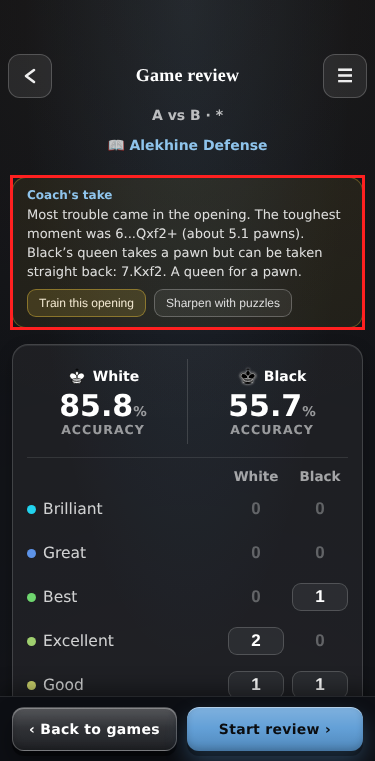 Game review
A vs B · *
📖 Alekhine Defense
Coach's take
Most trouble came in the opening. The toughest
moment was 6...Qxf2+ (about 5.1 pawns).
Black’s queen takes a pawn but can be taken
straight back: 7.Kxf2. A queen for a pawn.
Train this opening
Sharpen with puzzles
White
Black
85.8%
55.7%
ACCURACY
ACCURACY
White Black
Brilliant 0 0
Great 0 0
Best 0 1
Excellent 2 0
Good 1 1
‹ Back to games
Start review ›